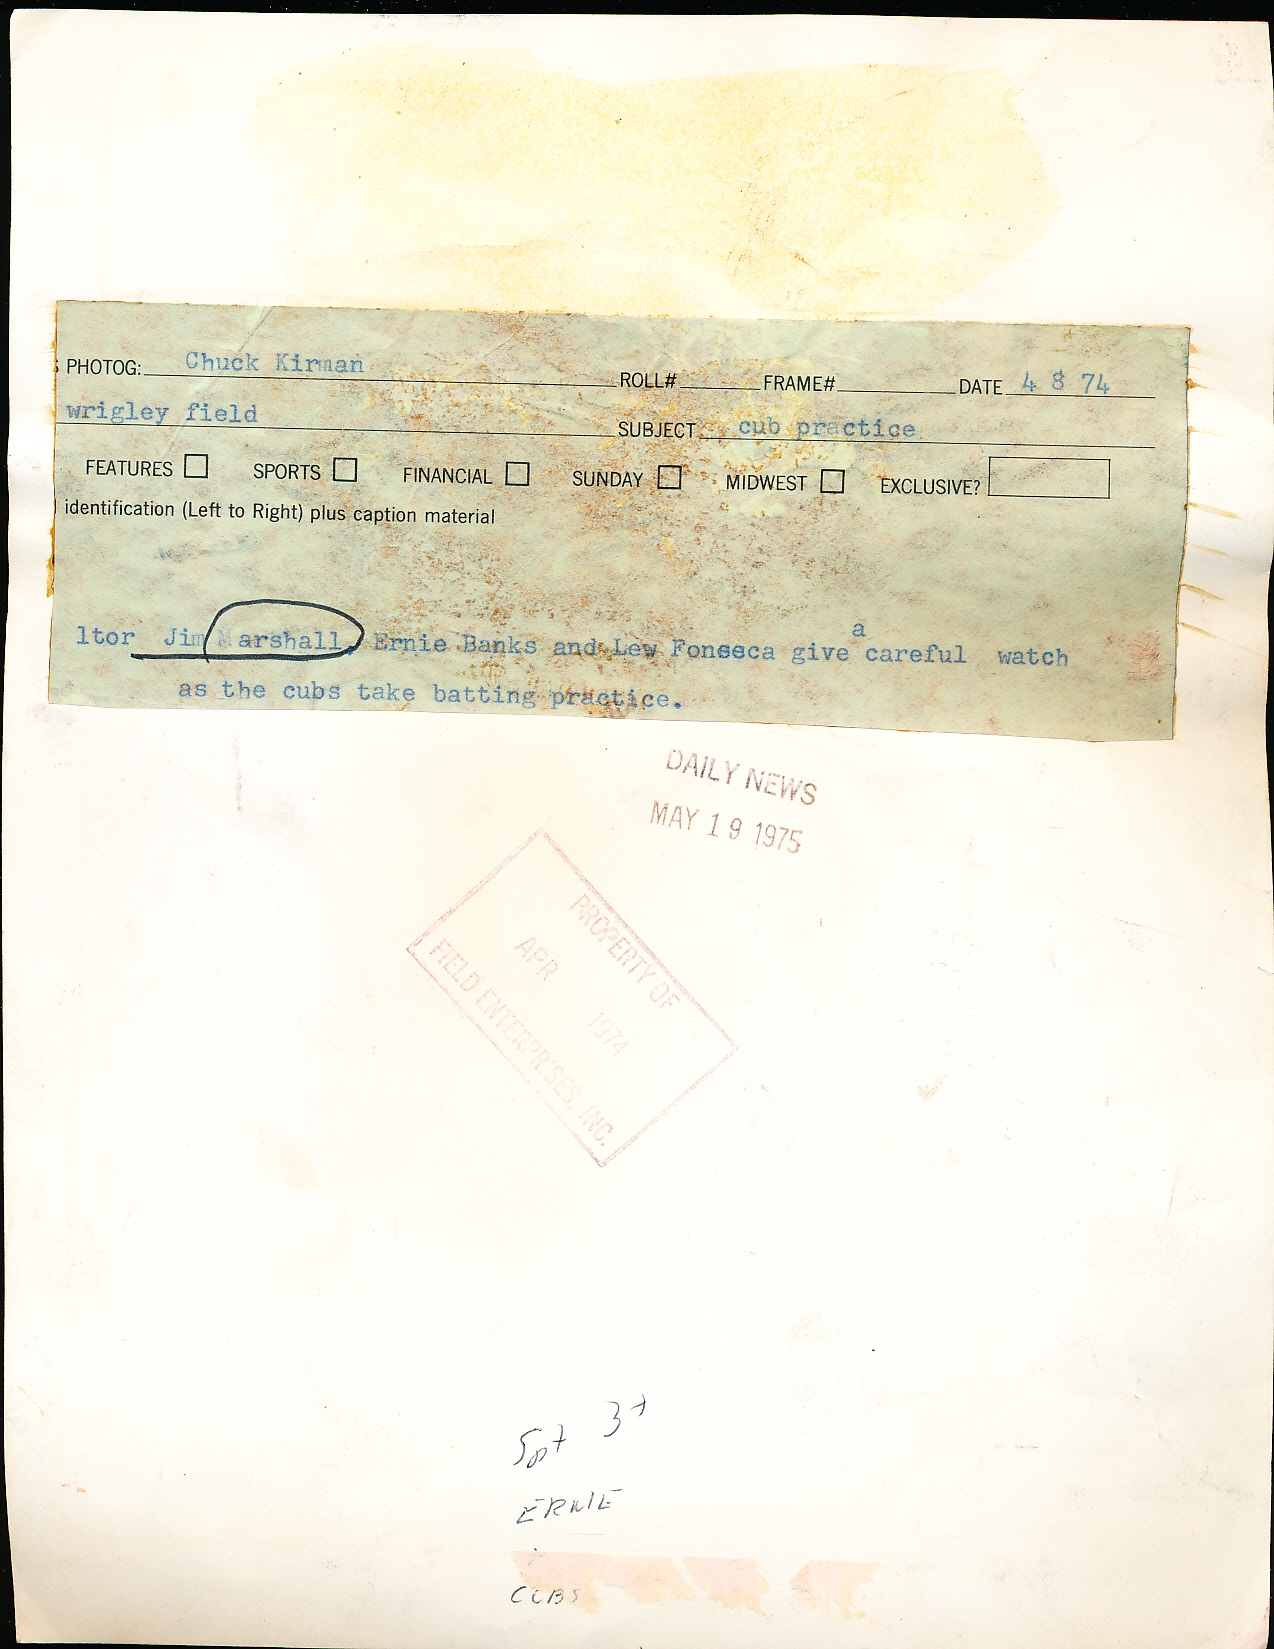 PHOTOG: Chuck Kirman ROLL# FRAME# DATE 4 8 74
wrigley field SUBJECT cub practice
FEATURES SPORTS FINANCIAL SUNDAY MIDWEST EXCLUSIVE?
identification (Left to Right) plus caption material
a
ltor Jim Marshall, Ernie Banks and Lew Fonseca give careful watch
as the cubs take batting practice.
DAILY NEWS
MAY 19 1975
PROPERTY OF
APR 1974
FIELD ENTERPRISES, INC.
Spt
ERNIE
CUBS